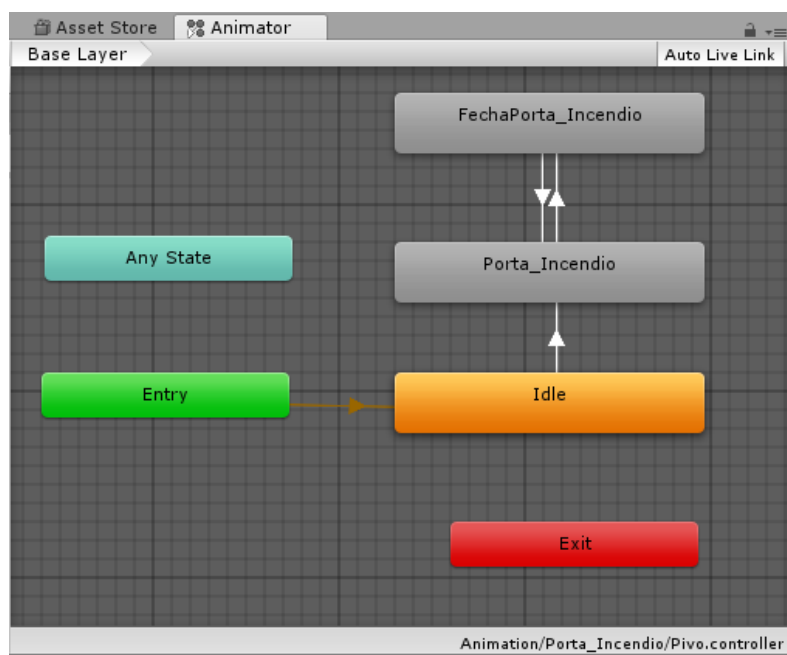 Asset Store
Animator
Base Layer
Auto Live Link
FechaPorta_Incendio
Any State
Porta_Incendio
Entry
Idle
Exit
Animation/Porta_Incendio/Pivo.controller